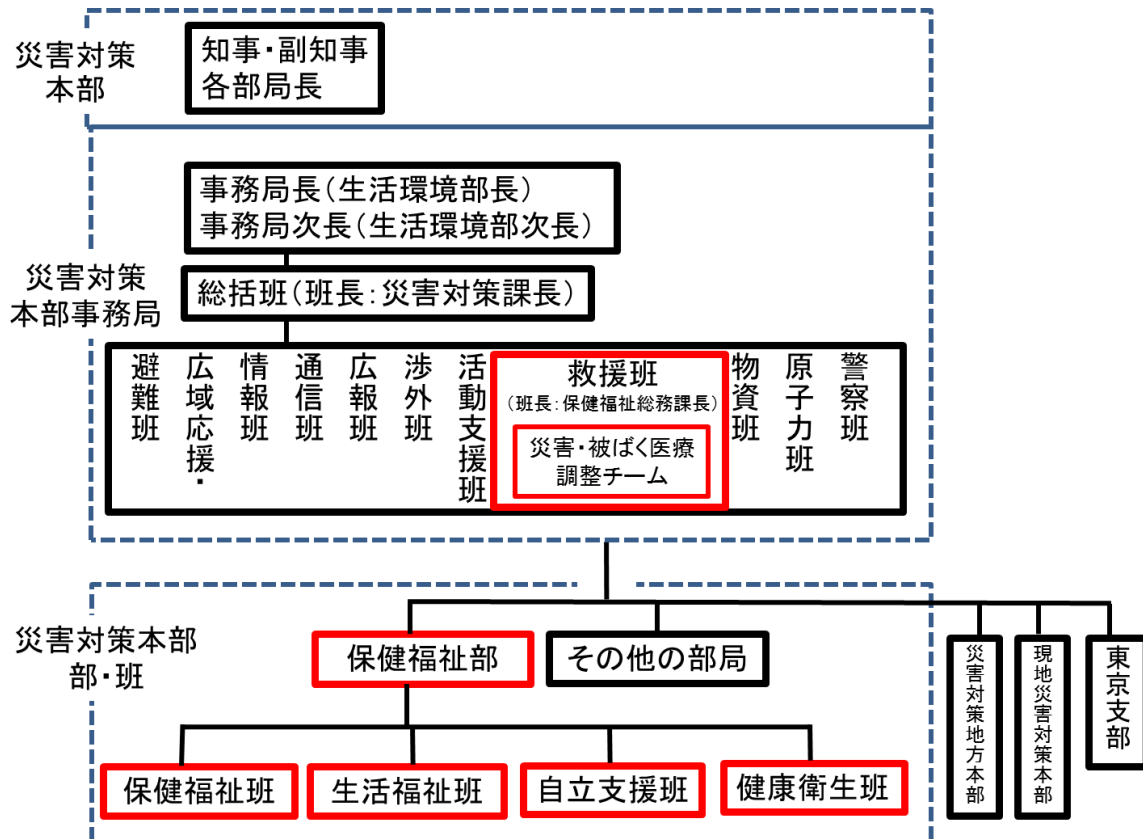 災害対策
本部
知事・副知事
各部局長
災害対策
本部事務局
事務局長(生活環境部長)
事務局次長(生活環境部次長)
総括班(班長:災害対策課長)
避難班
広域応援・
情報班
通信班
広報班
渉外班
活動支援班
救援班
(班長:保健福祉総務課長)
災害・被ばく医療
調整チーム
物資班
原子力班
警察班
災害対策本部
部・班
保健福祉部
その他の部局
災害対策地方本部
現地災害対策本部
東京支部
保健福祉班
生活福祉班
自立支援班
健康衛生班